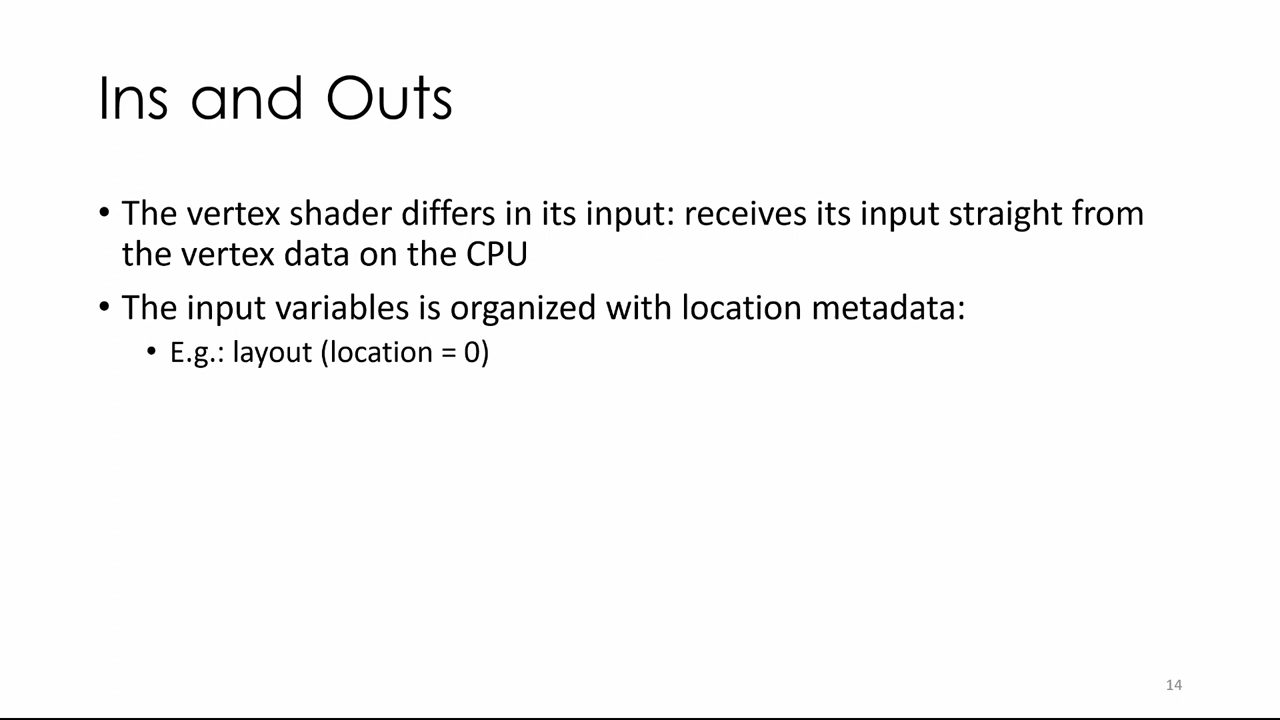 Ins and Outs
• The vertex shader differs in its input: receives its input straight from
the vertex data on the CPU
• The input variables is organized with location metadata:
• E.g.: layout (location = 0)
14